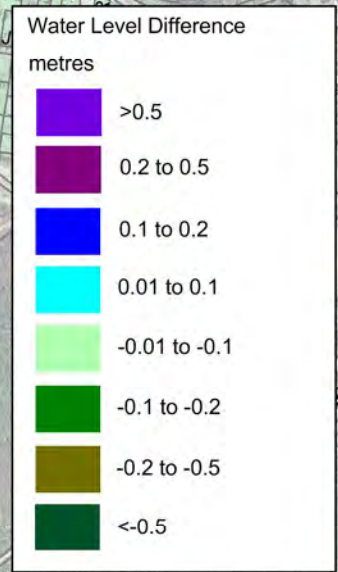 Water Level Difference
metres
>0.5
0.2 to 0.5
0.1 to 0.2
0.01 to 0.1
-0.01 to -0.1
-0.1 to -0.2
-0.2 to -0.5
<-0.5